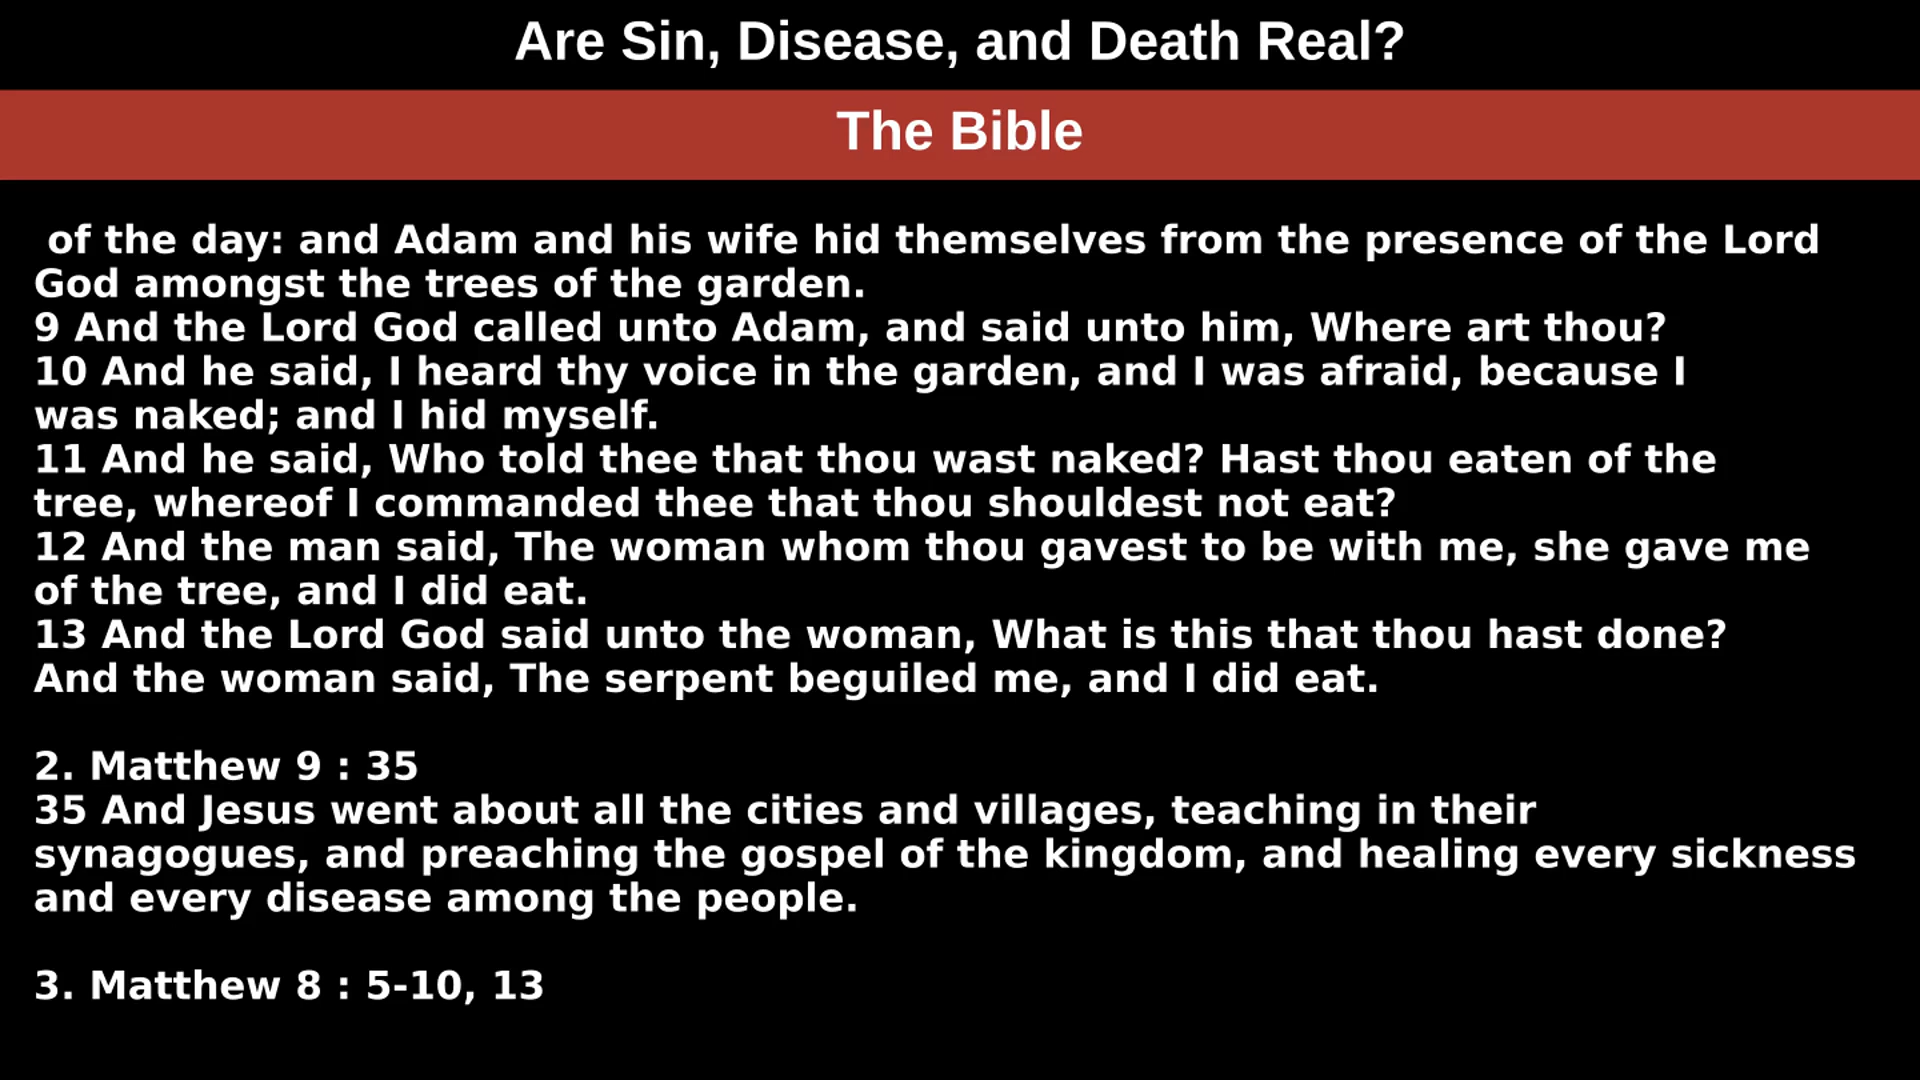 Are Sin, Disease, and Death Real?
The Bible
of the day: and Adam and his wife hid themselves from the presence of the Lord
God amongst the trees of the garden.
9 And the Lord God called unto Adam, and said unto him, Where art thou?
10 And he said, I heard thy voice in the garden, and I was afraid, because I
was naked; and I hid myself.
11 And he said, Who told thee that thou wast naked? Hast thou eaten of the
tree, whereof I commanded thee that thou shouldest not eat?
12 And the man said, The woman whom thou gavest to be with me, she gave me
of the tree, and I did eat.
13 And the Lord God said unto the woman, What is this that thou hast done?
And the woman said, The serpent beguiled me, and I did eat.
2. Matthew 9 : 35
35 And Jesus went about all the cities and villages, teaching in their
synagogues, and preaching the gospel of the kingdom, and healing every sickness
and every disease among the people.
3. Matthew 8 : 5-10, 13